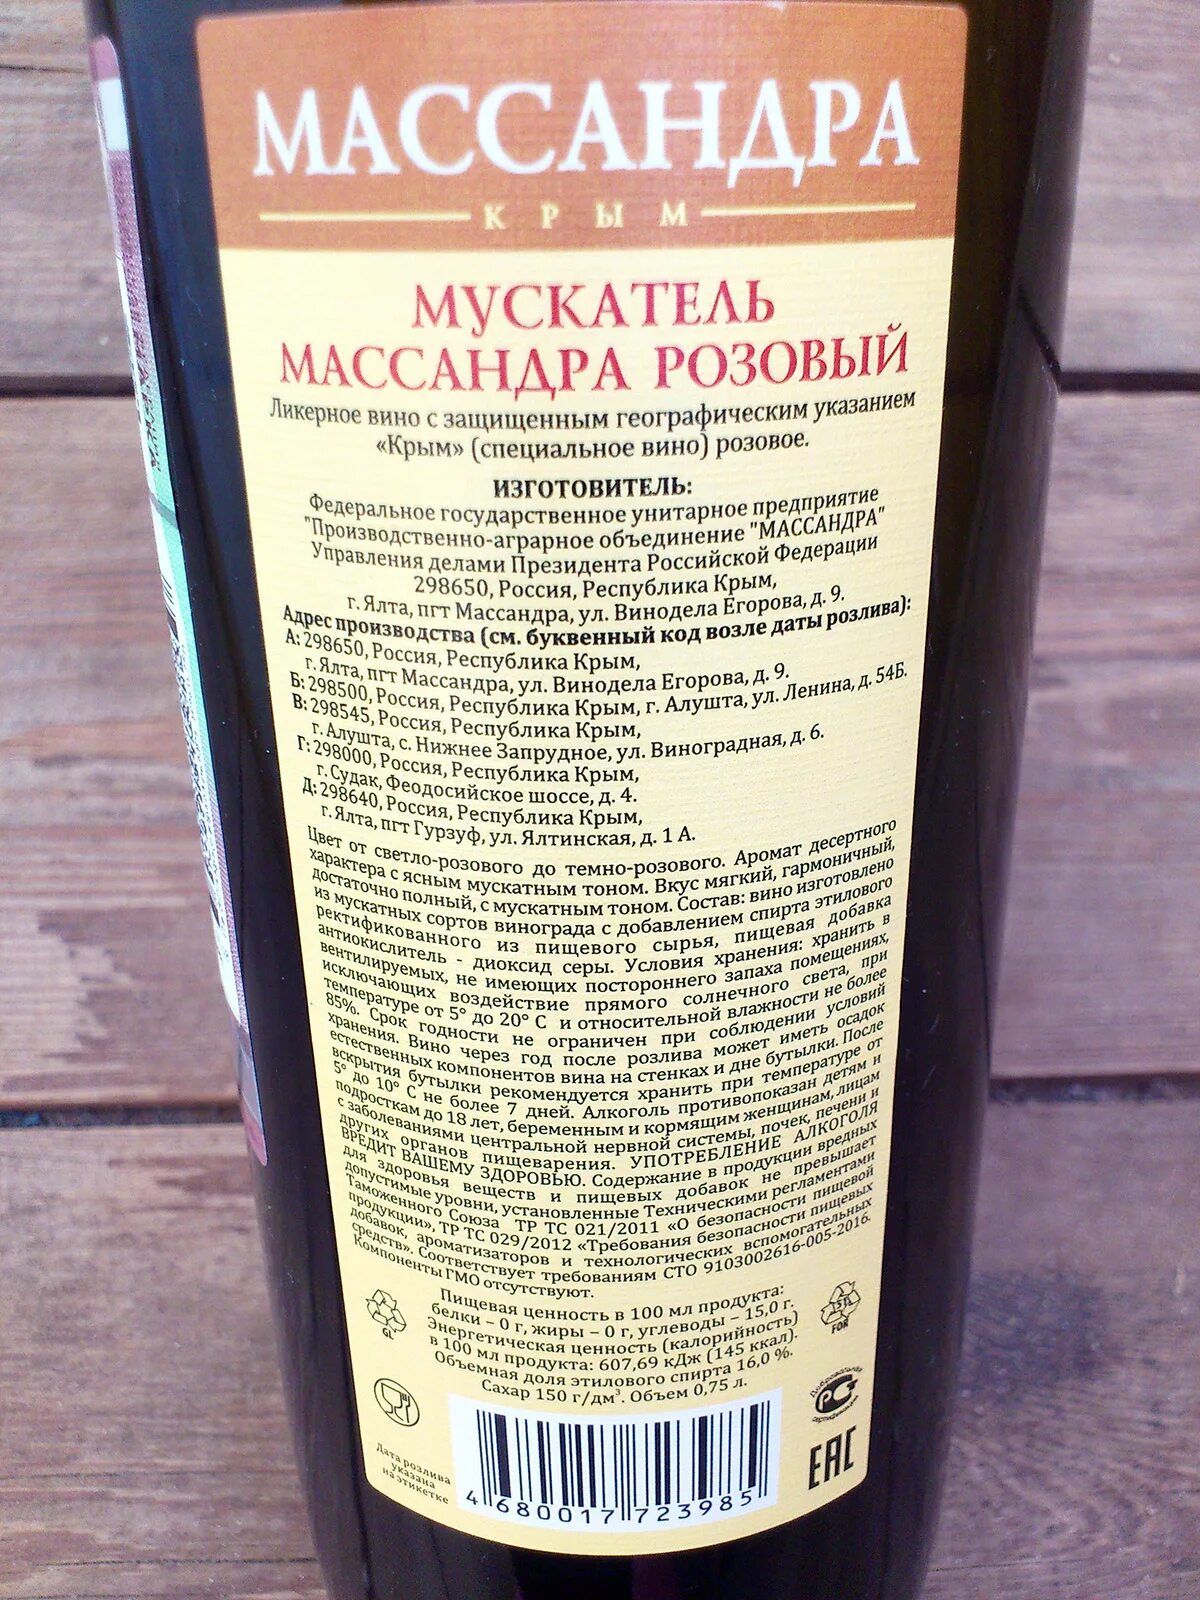 МАССАНДРА
КРЫМ
МУСКАТЕЛЬ
МАССАНДРА РОЗОВЫЙ
Ликерное вино с защищенным географическим указанием
«Крым» (специальное вино) розовое.
ИЗГОТОВИТЕЛЬ:
Федеральное государственное унитарное предприятие
"Производственно-аграрное объединение "МАССАНДРА"
Управления делами Президента Российской Федерации
298650, Россия, Республика Крым,
г. Ялта, пгт Массандра, ул. Винодела Егорова, д. 9.
Адрес производства (см. буквенный код возле даты розлива):
А: 298650, Россия, Республика Крым,
г. Ялта, пгт Массандра, ул. Винодела Егорова, д. 9.
Б: 298500, Россия, Республика Крым, г. Алушта, ул. Ленина, д. 54Б.
В: 298545, Россия, Республика Крым,
г. Алушта, с. Нижнее Запрудное, ул. Виноградная, д. 6.
Г: 298000, Россия, Республика Крым,
г. Судак, Феодосийское шоссе, д. 4.
Д: 298640, Россия, Республика Крым,
г. Ялта, пгт Гурзуф, ул. Ялтинская, д. 1 А.
Цвет от светло-розового до темно-розового. Аромат десертного
характера с ясным мускатным тоном. Вкус мягкий, гармоничный,
достаточно полный, с мускатным тоном. Состав: вино изготовлено
из мускатных сортов винограда с добавлением спирта этилового
ректификованного из пищевого сырья, пищевая добавка
антиокислитель - диоксид серы. Условия хранения: хранить в
вентилируемых, не имеющих постороннего запаха помещениях,
исключающих воздействие прямого солнечного света, при
температуре от 5° до 20° С и относительной влажности не более
85%. Срок годности не ограничен при соблюдении условий
хранения. Вино через год после розлива может иметь осадок
естественных компонентов вина на стенках и дне бутылки. После
вскрытия бутылки рекомендуется хранить при температуре от
5° до 10° С не более 7 дней. Алкоголь противопоказан детям и
подросткам до 18 лет, беременным и кормящим женщинам, лицам
с заболеваниями центральной нервной системы, почек, печени и
других органов пищеварения. УПОТРЕБЛЕНИЕ АЛКОГОЛЯ
ВРЕДИТ ВАШЕМУ ЗДОРОВЬЮ. Содержание в продукции вредных
для здоровья веществ и пищевых добавок не превышает
допустимые уровни, установленные Техническими регламентами
Таможенного Союза ТР ТС 021/2011 «О безопасности пищевой
продукции», ТР ТС 029/2012 «Требования безопасности пищевых
добавок, ароматизаторов и технологических вспомогательных
средств». Соответствует требованиям СТО 9103002616-005-2016.
Компоненты ГМО отсутствуют.
Пищевая ценность в 100 мл продукта:
белки – 0 г, жиры – 0 г, углеводы – 15,0 г.
Энергетическая ценность (калорийность)
в 100 мл продукта: 607,69 кДж (145 ккал).
Объемная доля этилового спирта 16,0 %.
Сахар 150 г/дм³. Объем 0,75 л.
GL
51
FOR
Добровольная
РСТ
сертификация
EAC
Дата розлива
указана
на этикетке
4 680017 723985